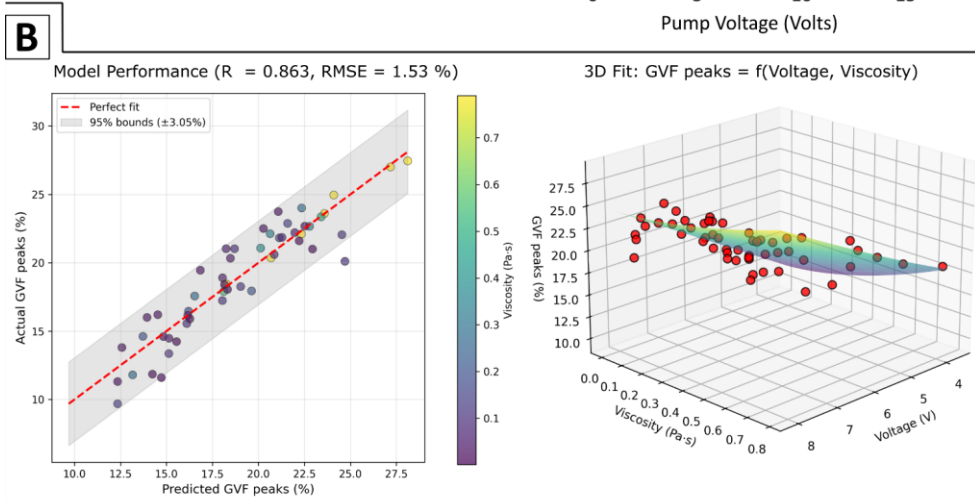 Pump Voltage (Volts)
B
Model Performance (R = 0.863, RMSE = 1.53 %)
Perfect fit
95% bounds (±3.05%)
30
25
20
15
10
Actual GVF peaks (%)
10.0 12.5 15.0 17.5 20.0 22.5 25.0 27.5
Predicted GVF peaks (%)
0.7
0.6
0.5
0.4
0.3
0.2
0.1
Viscosity (Pa·s)
3D Fit: GVF peaks = f(Voltage, Viscosity)
27.5
25.0
22.5
20.0
17.5
15.0
12.5
10.0
GVF peaks (%)
0.0 0.1 0.2 0.3 0.4 0.5 0.6 0.7 0.8
Viscosity (Pa·s)
8 7 6 5 4
Voltage (V)